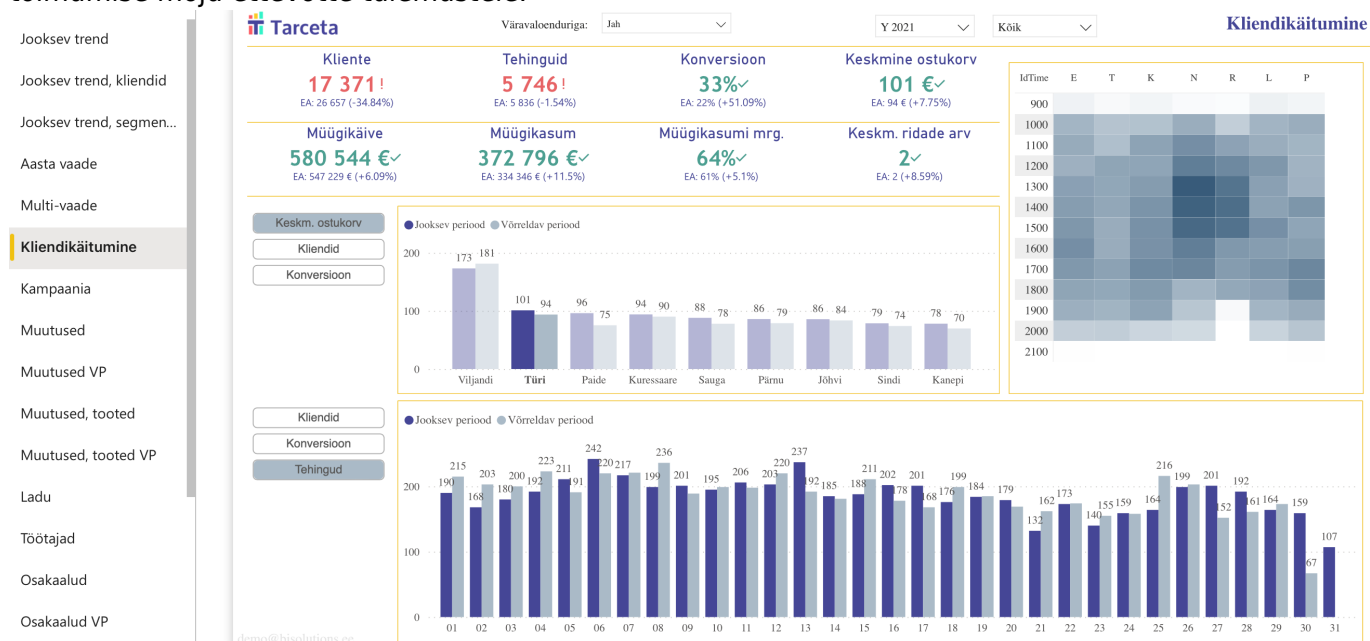 toimumise mõju ettevõtte tulemustele.
Jooksev trend
Jooksev trend, kliendid
Jooksev trend, segmen...
Aasta vaade
Multi-vaade
Kliendikäitumine
Kampaania
Muutused
Muutused VP
Muutused, tooted
Muutused, tooted VP
Ladu
Töötajad
Osakaalud
Osakaalud VP
Tarceta
Väravaloenduriga: Jah
Y 2021
Kõik
Kliendikäitumine
Kliente
17 371!
EA: 26 657 (-34.84%)
Tehinguid
5 746!
EA: 5 836 (-1.54%)
Konversioon
33%✓
EA: 22% (+51.09%)
Keskmine ostukorv
101 €✓
EA: 94 € (+7.75%)
Müügikäive
580 544 €✓
EA: 547 229 € (+6.09%)
Müügikasum
372 796 €✓
EA: 334 346 € (+11.5%)
Müügikasumi mrg.
64%✓
EA: 61% (+5.1%)
Keskm. ridade arv
2✓
EA: 2 (+8.59%)
IdTime E T K N R L P
900
1000
1100
1200
1300
1400
1500
1600
1700
1800
1900
2000
2100
Keskm. ostukorv
Kliendid
Konversioon
Jooksev periood Võrreldav periood
200
100
0
173 181 101 94 96 75 94 90 88 78 86 79 86 84 79 74 78 70
Viljandi Türi Paide Kuressaare Sauga Pärnu Jõhvi Sindi Kanepi
Kliendid
Konversioon
Tehingud
Jooksev periood Võrreldav periood
200
100
0
190 215 168 203 180 200 192 223 211 191 242 220 217 199 236 201 195 206 203 220 237 192 185 188 211 202 178 201 168 176 199 184 179 132 162 173 140 155 159 164 216 199 201 152 192 161 164 159 67 107
01 02 03 04 05 06 07 08 09 10 11 12 13 14 15 16 17 18 19 20 21 22 23 24 25 26 27 28 29 30 31
demo@bisolutions.ee